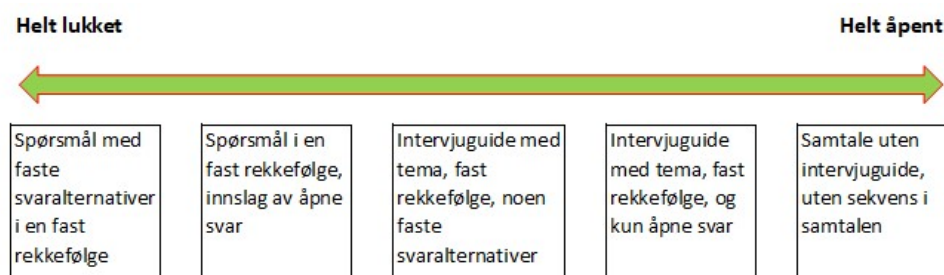 Helt lukket
Helt åpent
Spørsmål med
faste
svaralternativer
i en fast
rekkefølge
Spørsmål i en
fast rekkefølge,
innslag av åpne
svar
Intervjuguide med
tema, fast
rekkefølge, noen
faste
svaralternativer
Intervjuguide
med tema, fast
rekkefølge, og
kun åpne svar
Samtale uten
intervjuguide,
uten sekvens i
samtalen